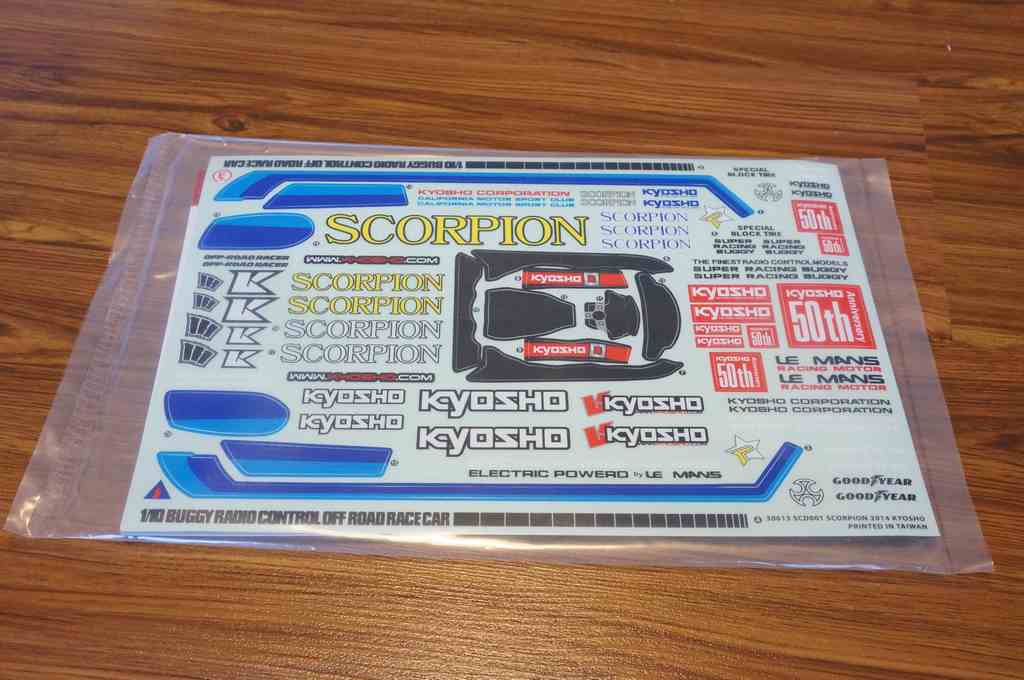 1/10 BUGGY RADIO CONTROL OFF ROAD RACE CAR
SPECIAL
BLOCK TIRE
KYOSHO CORPORATION
CALIFORNIA MOTOR SPORT CLUB
CALIFORNIA MOTOR SPORT CLUB
SCORPION
SCORPION
KYOSHO
KYOSHO
KYOSHO
KYOSHO
50th
50th
SCORPION
SCORPION
SCORPION
SCORPION
SPECIAL
BLOCK TIRE
SUPER SUPER
RACING RACING
BUGGY BUGGY
OFF-ROAD RACER
OFF-ROAD RACER
WWW.KYOSHO.COM
THE FINEST RADIO CONTROL MODELS
SUPER RACING BUGGY
SUPER RACING BUGGY
SCORPION
SCORPION
SCORPION
SCORPION
KYOSHO
KYOSHO
KYOSHO
KYOSHO
KYOSHO
KYOSHO
50th
50th
Anniversary
KYOSHO
50th
LE MANS
RACING MOTOR
LE MANS
RACING MOTOR
WWW.KYOSHO.COM
KYOSHO
KYOSHO
KYOSHO
KYOSHO
KYOSHO
KYOSHO
KYOSHO CORPORATION
KYOSHO CORPORATION
ELECTRIC POWERD by LE MANS
GOODYEAR
GOODYEAR
1/10 BUGGY RADIO CONTROL OFF ROAD RACE CAR
30613 SCD001 SCORPION 2014 KYOSHO
PRINTED IN TAIWAN